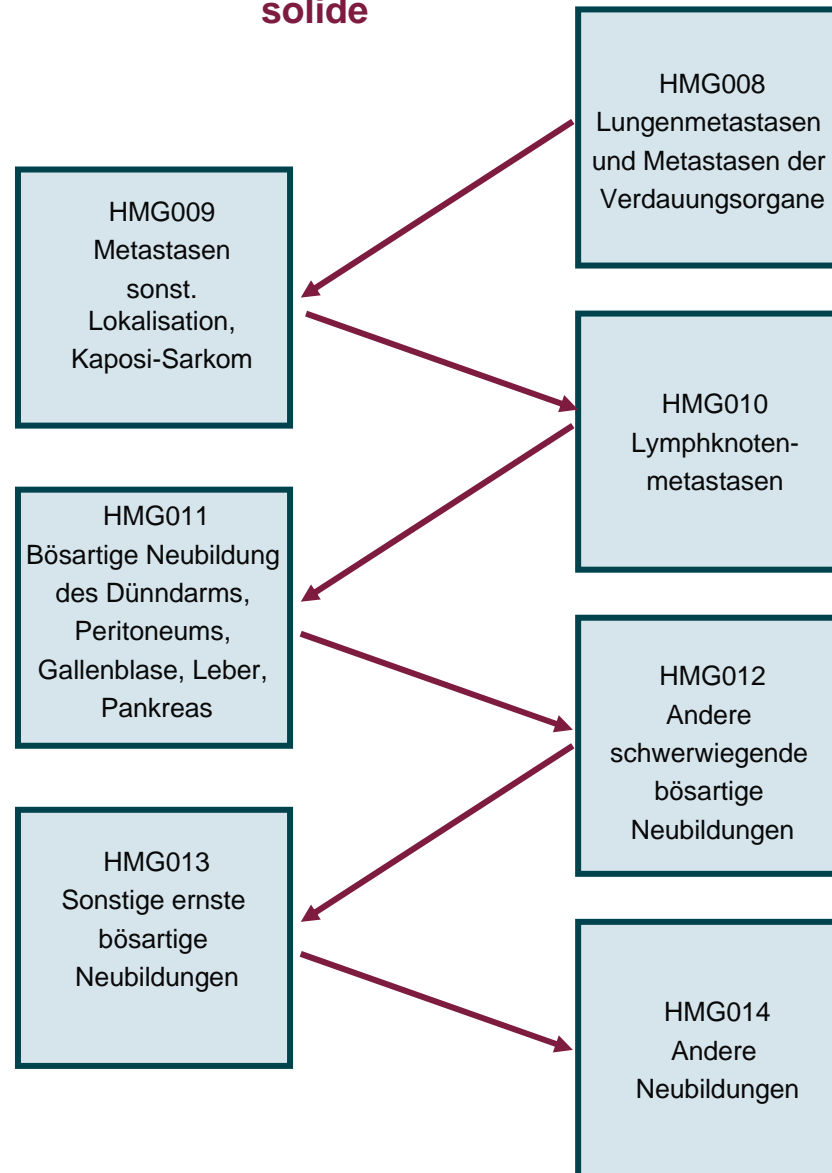 solide
HMG008
Lungenmetastasen
und Metastasen der
Verdauungsorgane
HMG009
Metastasen
sonst.
Lokalisation,
Kaposi-Sarkom
HMG010
Lymphknoten-
metastasen
HMG011
Bösartige Neubildung
des Dünndarms,
Peritoneums,
Gallenblase, Leber,
Pankreas
HMG012
Andere
schwerwiegende
bösartige
Neubildungen
HMG013
Sonstige ernste
bösartige
Neubildungen
HMG014
Andere
Neubildungen